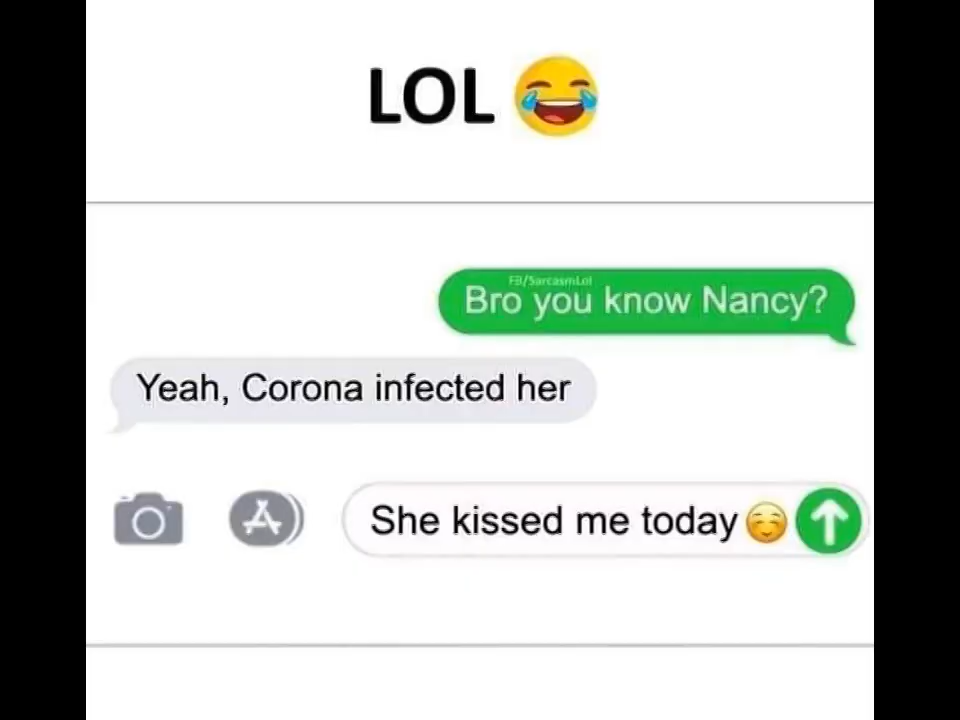 LOL 😂
FB/SarcasmLol
Bro you know Nancy?
Yeah, Corona infected her
She kissed me today☺️